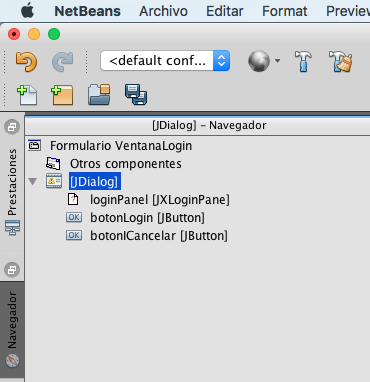 NetBeans Archivo Editar Format Preview
<default conf...
[JDialog] – Navegador
Formulario VentanaLogin
Otros componentes
[JDialog]
loginPanel [JXLoginPane]
OK botonLogin [JButton]
OK botonlCancelar [JButton]
Prestaciones
Navegador